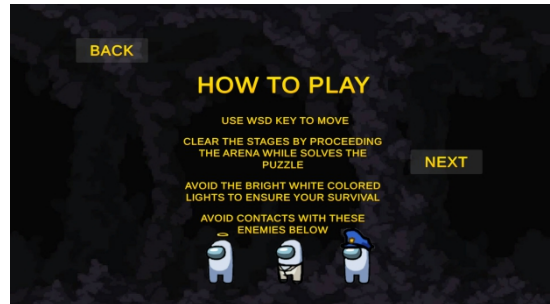 BACK
HOW TO PLAY
USE WSD KEY TO MOVE
CLEAR THE STAGES BY PROCEEDING
THE ARENA WHILE SOLVES THE
PUZZLE
NEXT
AVOID THE BRIGHT WHITE COLORED
LIGHTS TO ENSURE YOUR SURVIVAL
AVOID CONTACTS WITH THESE
ENEMIES BELOW